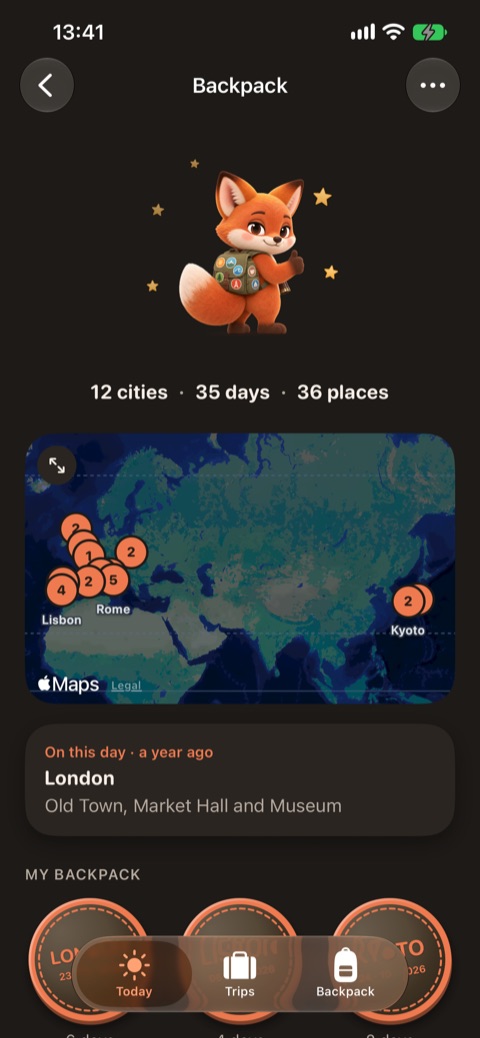 13:41
Backpack
12 cities · 35 days · 36 places
2
1
2
2
5
4
2
Rome
Lisbon
Kyoto
Maps
Legal
On this day · a year ago
London
Old Town, Market Hall and Museum
MY BACKPACK
Today
Trips
Backpack